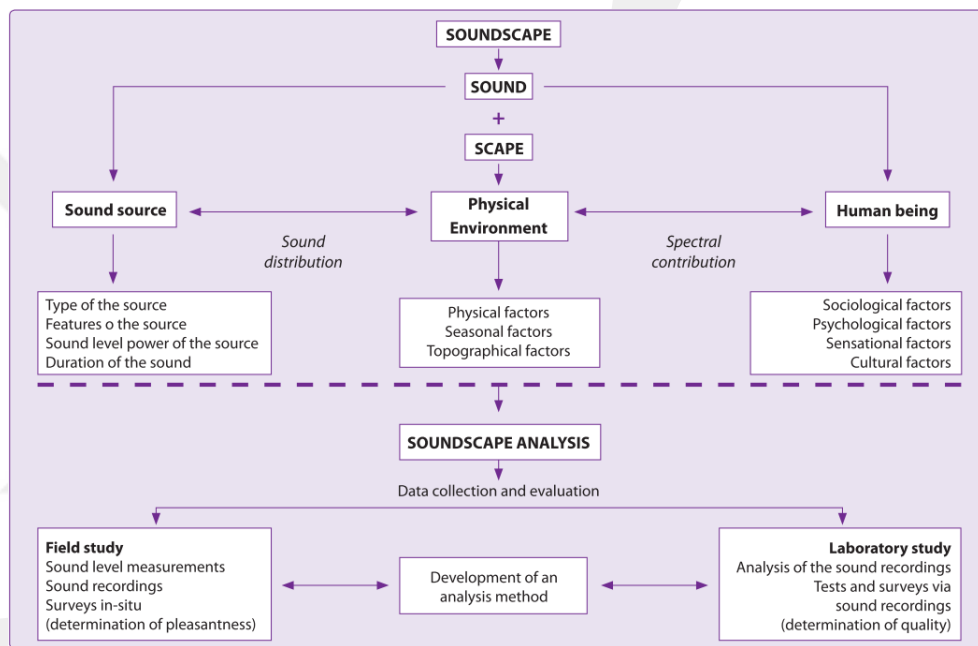 SOUNDSCAPE
SOUND
+
SCAPE
Sound source
Physical
Environment
Human being
Sound
distribution
Spectral
contribution
Type of the source
Features o the source
Sound level power of the source
Duration of the sound
Physical factors
Seasonal factors
Topographical factors
Sociological factors
Psychological factors
Sensational factors
Cultural factors
SOUNDSCAPE ANALYSIS
Data collection and evaluation
Field study
Sound level measurements
Sound recordings
Surveys in-situ
(determination of pleasantness)
Development of an
analysis method
Laboratory study
Analysis of the sound recordings
Tests and surveys via
sound recordings
(determination of quality)